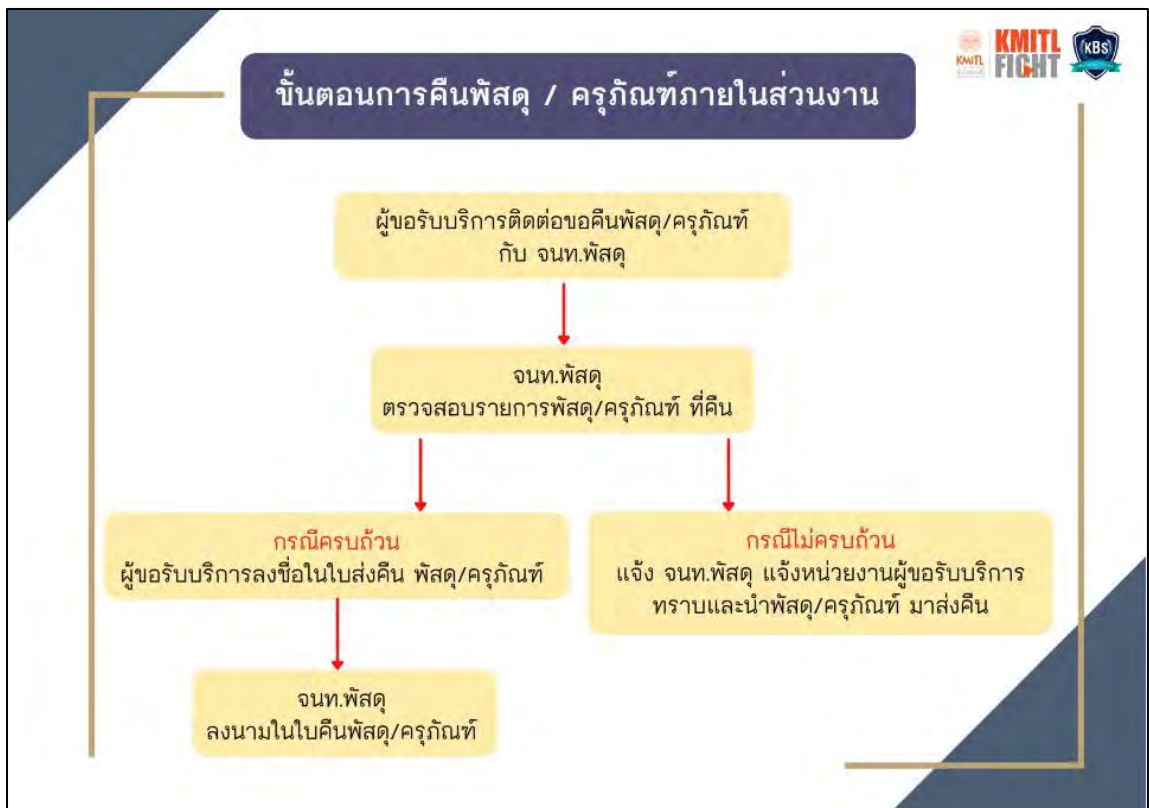 KMITL
KMITL
FIGHT
KBS
ขั้นตอนการคืนพัสดุ / ครุภัณฑ์ภายในส่วนงาน
ผู้ขอรับบริการติดต่อขอคืนพัสดุ/ครุภัณฑ์
กับ จนท.พัสดุ
จนท.พัสดุ
ตรวจสอบรายการพัสดุ/ครุภัณฑ์ ที่คืน
กรณีครบถ้วน
ผู้ขอรับบริการลงชื่อในใบส่งคืน พัสดุ/ครุภัณฑ์
กรณีไม่ครบถ้วน
แจ้ง จนท.พัสดุ แจ้งหน่วยงานผู้ขอรับบริการ
ทราบและนำพัสดุ/ครุภัณฑ์ มาส่งคืน
จนท.พัสดุ
ลงนามในใบคืนพัสดุ/ครุภัณฑ์